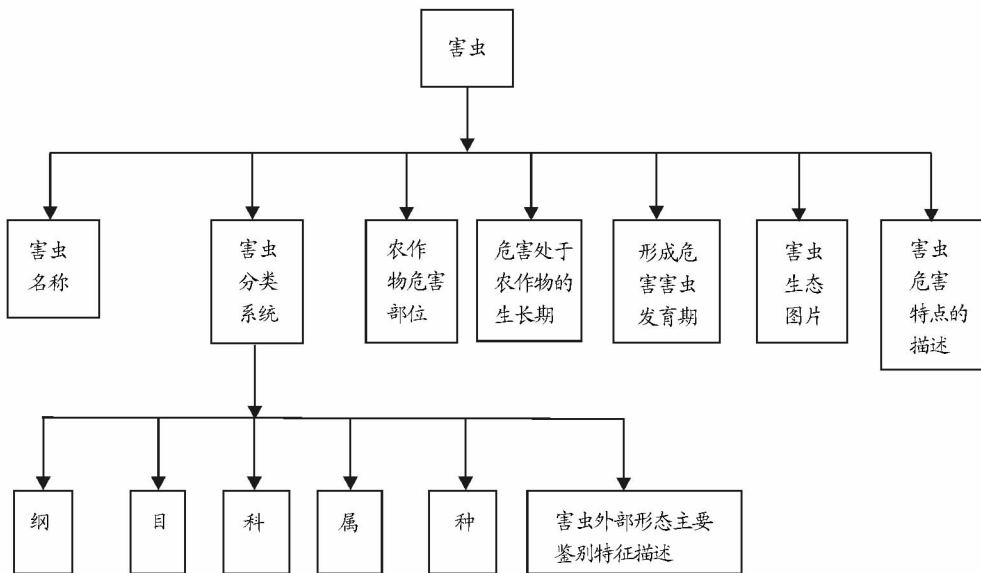 害虫
害虫
名称
害虫
分类
系统
农作
物危害
部位
危害处于
农作物的
生长期
形成危
害害虫
发育期
害虫
生态
图片
害虫
危害
特点的
描述
纲
目
科
属
种
害虫外部形态主要
鉴别特征描述